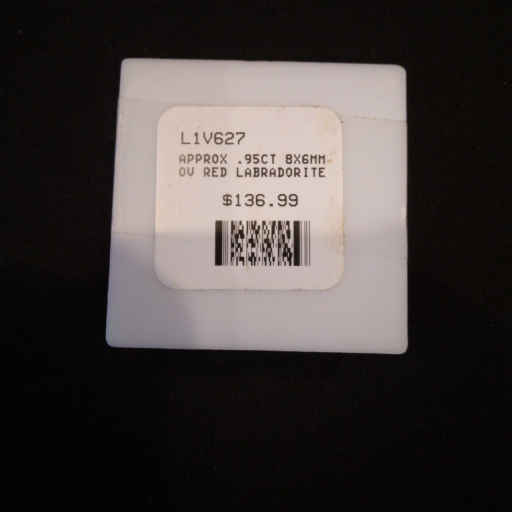 L1V627
APPROX .95CT 8X6MM
OV RED LABRADORITE
$136.99